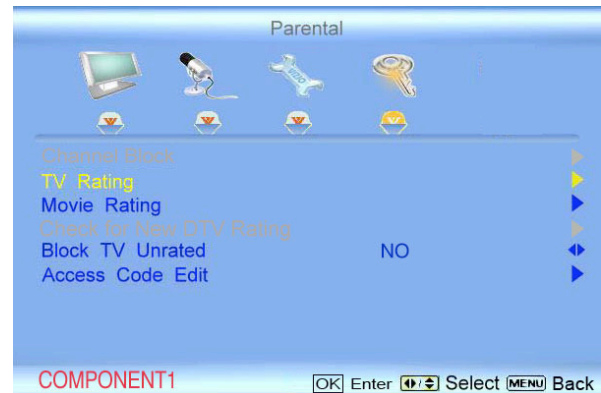 Parental
Channel Block
TV Rating
Movie Rating
Check for New DTV Rating
Block TV Unrated NO
Access Code Edit
COMPONENT1 OK Enter Select MENU Back